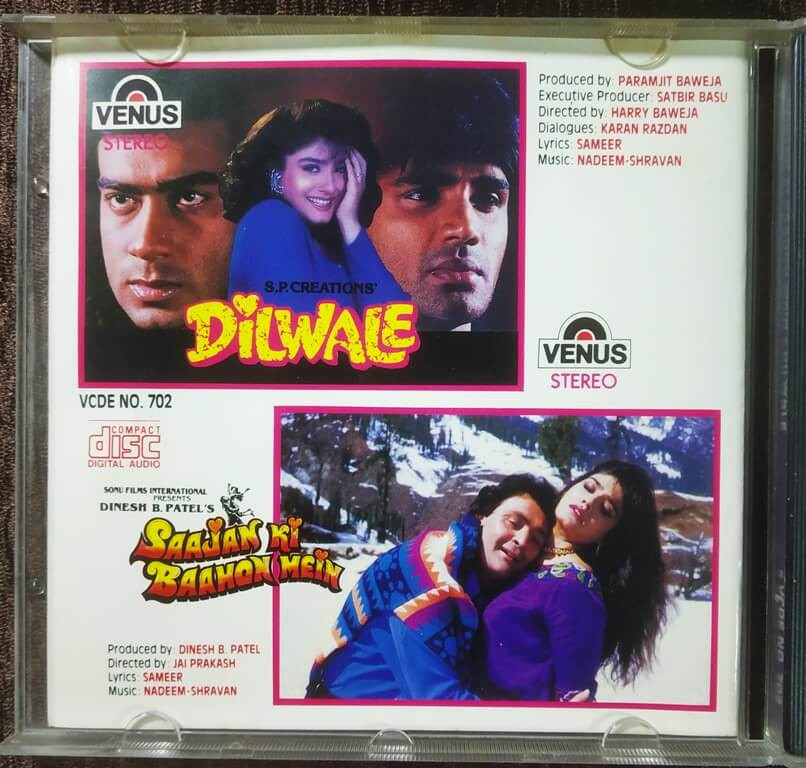 VENUS
STEREO
S.P.CREATIONS'
DILWALE
Produced by: PARAMJIT BAWEJA
Executive Producer: SATBIR BASU
Directed by: HARRY BAWEJA
Dialogues: KARAN RAZDAN
Lyrics: SAMEER
Music: NADEEM-SHRAVAN
VENUS
STEREO
VCDE NO. 702
COMPACT
disc
DIGITAL AUDIO
SONU FILMS INTERNATIONAL
PRESENTS
DINESH B. PATEL'S
SAAJAN KI
BAAHON MEIN
Produced by: DINESH B. PATEL
Directed by: JAI PRAKASH
Lyrics: SAMEER
Music: NADEEM-SHRAVAN